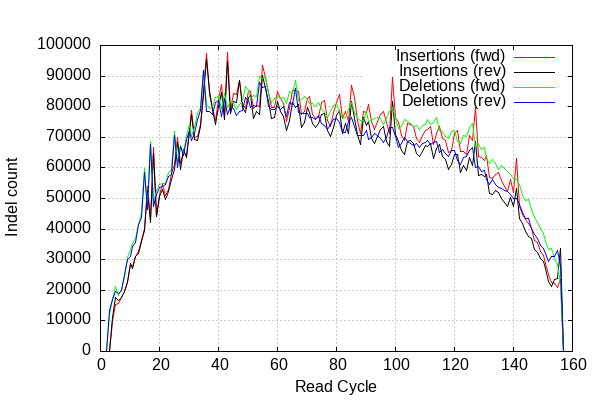 100000
90000
80000
70000
60000
50000
40000
30000
20000
10000
0
Indel count
Insertions (fwd)
Insertions (rev)
Deletions (fwd)
Deletions (rev)
0 20 40 60 80 100 120 140 160
Read Cycle